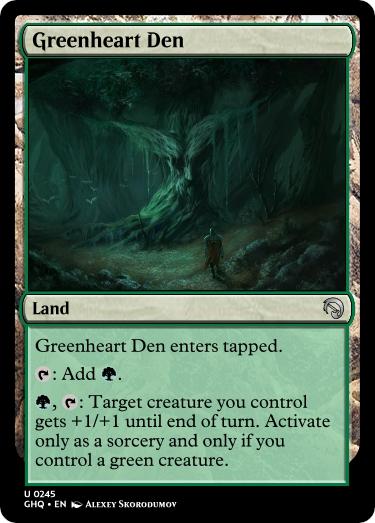 Greenheart Den
Land
Greenheart Den enters tapped.
: Add .
, : Target creature you control
gets +1/+1 until end of turn. Activate
only as a sorcery and only if you
control a green creature.
U 0245
GHQ • EN Alexey Skorodumov